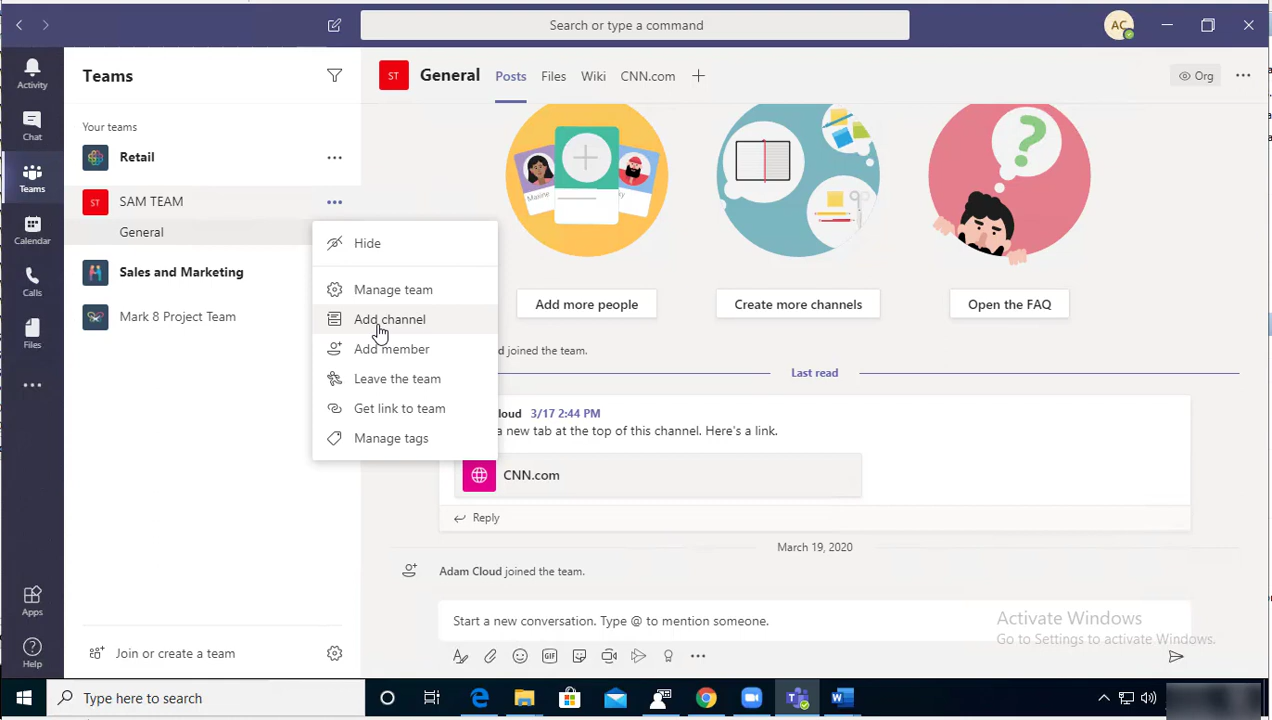 Search or type a command
AC
Activity
Chat
Teams
Calendar
Calls
Files
Apps
Help
Teams
Your teams
Retail
ST
SAM TEAM
General
Sales and Marketing
Mark 8 Project Team
Join or create a team
Hide
Manage team
Add channel
Add member
Leave the team
Get link to team
Manage tags
ST
General
Posts
Files
Wiki
CNN.com
Org
Maxine
Add more people
Create more channels
Open the FAQ
d joined the team.
Last read
loud
3/17 2:44 PM
a new tab at the top of this channel. Here's a link.
CNN.com
Reply
March 19, 2020
Adam Cloud joined the team.
Start a new conversation. Type @ to mention someone.
GIF
Activate Windows
Go to Settings to activate Windows.
Type here to search